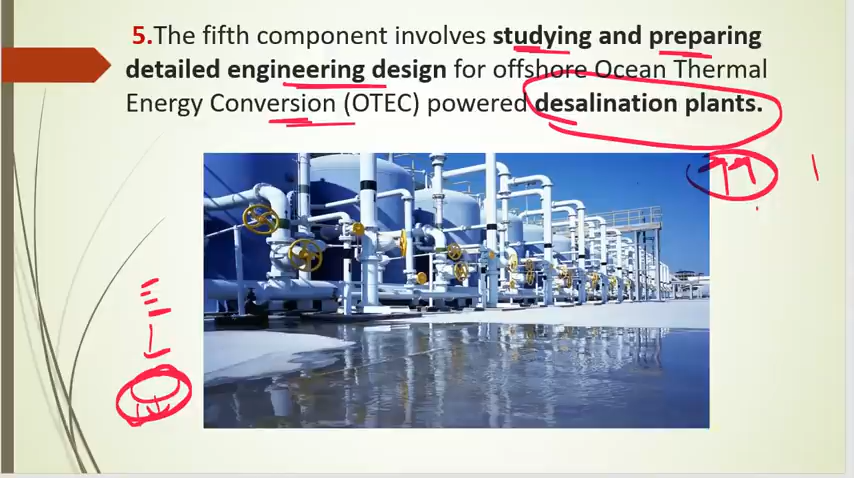 5.The fifth component involves studying and preparing
detailed engineering design for offshore Ocean Thermal
Energy Conversion (OTEC) powered desalination plants.